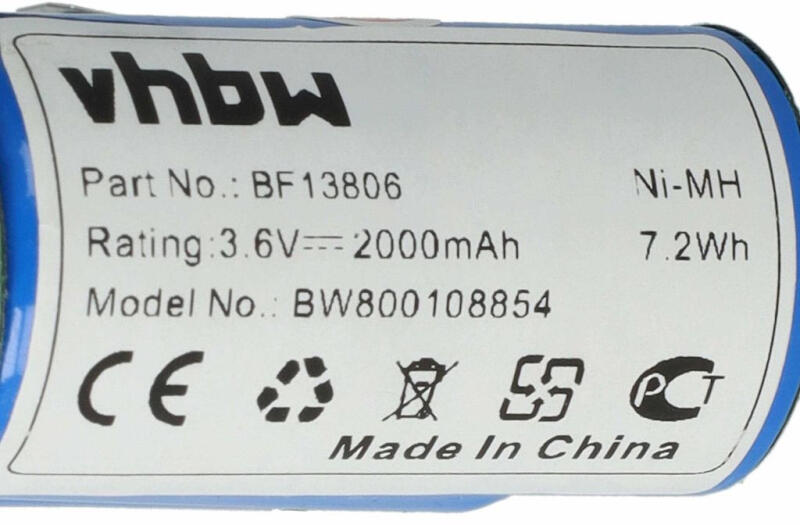 vhbw
Part No.: BF13806 Ni-MH
Rating:3.6V⎓2000mAh 7.2Wh
Model No.: BW800108854
CE PCT
Made In China